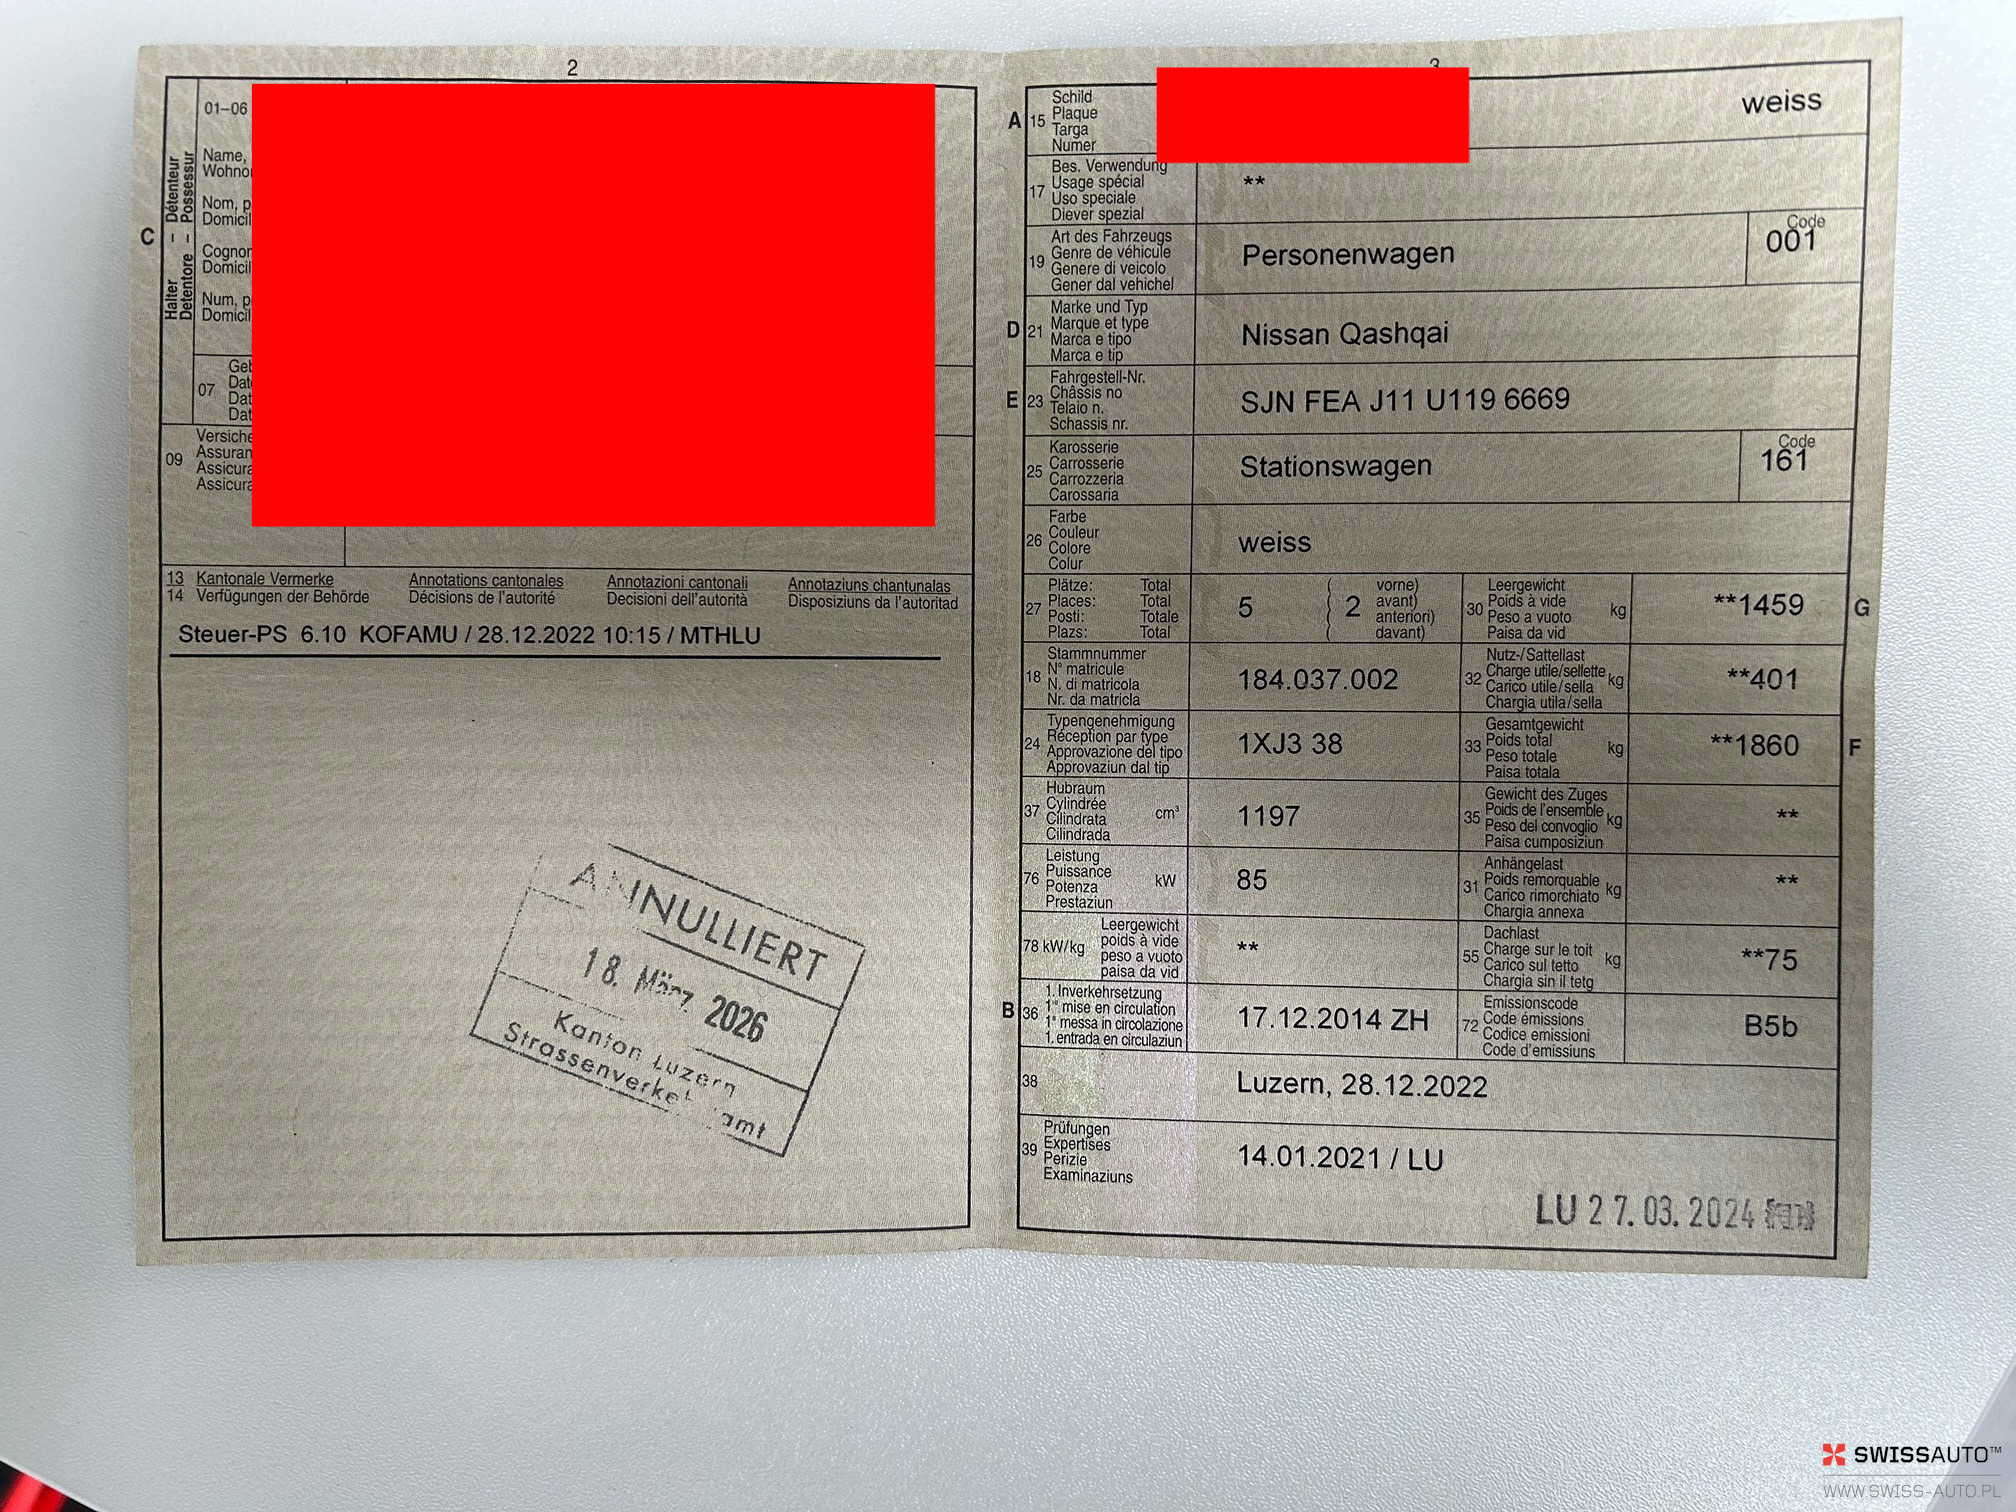 2
01–06
Name,
Wohno
Nom, p
Domicil
Cognor
Domicil
Num, p
Domicil
C
Halter – Détenteur
Detentore – Possessur
07
Geb
Date
Dat
Dat
09
Versiche
Assuran
Assicura
Assicura
13 Kantonale Vermerke Annotations cantonales Annotazioni cantonali Annotaziuns chantunalas
14 Verfügungen der Behörde Décisions de l'autorité Decisioni dell'autorità Disposiziuns da l'autoritad
Steuer-PS 6.10 KOFAMU / 28.12.2022 10:15 / MTHLU
ANNULLIERT
18. März 2026
Kanton Luzern
3
A 15
Schild
Plaque
Targa
Numer
weiss
17
Bes. Verwendung
Usage spécial
Uso speciale
Diever spezial
**
19
Art des Fahrzeugs
Genre de véhicule
Genere di veicolo
Gener dal vehichel
Personenwagen
Code
001
D 21
Marke und Typ
Marque et type
Marca e tipo
Marca e tip
Nissan Qashqai
E 23
Fahrgestell-Nr.
Châssis no
Telaio n.
Schassis nr.
SJN FEA J11 U119 6669
25
Karosserie
Carrosserie
Carrozzeria
Carossaria
Stationswagen
Code
161
26
Farbe
Couleur
Colore
Colur
weiss
27
Plätze: Total
Places: Total
Posti: Totale
Plazs: Total
5
( 2
vorne)
avant)
anteriori)
davant)
30
Leergewicht
Poids à vide
Peso a vuoto
Paisa da vid
kg
**1459
G
18
Stammnummer
N° matricule
N. di matricola
Nr. da matricla
184.037.002
32
Nutz-/Sattellast
Charge utile/sellette
Carico utile/sella
Chargia utila/sella
kg
**401
24
Typengenehmigung
Réception par type
Approvazione del tipo
Approvaziun dal tip
1XJ3 38
33
Gesamtgewicht
Poids total
Peso totale
Paisa totala
kg
**1860
F
37
Hubraum
Cylindrée
Cilindrata
Cilindrada
cm³
1197
35
Gewicht des Zuges
Poids de l'ensemble
Peso del convoglio
Paisa cumposiziun
kg
**
76
Leistung
Puissance
Potenza
Prestaziun
kW
85
31
Anhängelast
Poids remorquable
Carico rimorchiato
Chargia annexa
kg
**
78 kW/kg
Leergewicht
poids à vide
peso a vuoto
paisa da vid
**
55
Dachlast
Charge sur le toit
Carico sul tetto
Chargia sin il tetg
kg
**75
B 36
1. Inverkehrsetzung
1re mise en circulation
1a messa in circolazione
1. entrada en circulaziun
17.12.2014 ZH
72
Emissionscode
Code émissions
Codice emissioni
Code d'emissiuns
B5b
38
Luzern, 28.12.2022
39
Prüfungen
Expertises
Perizie
Examinaziuns
14.01.2021 / LU
LU 27.03.2024
SWISSAUTO™
WWW.SWISS-AUTO.PL